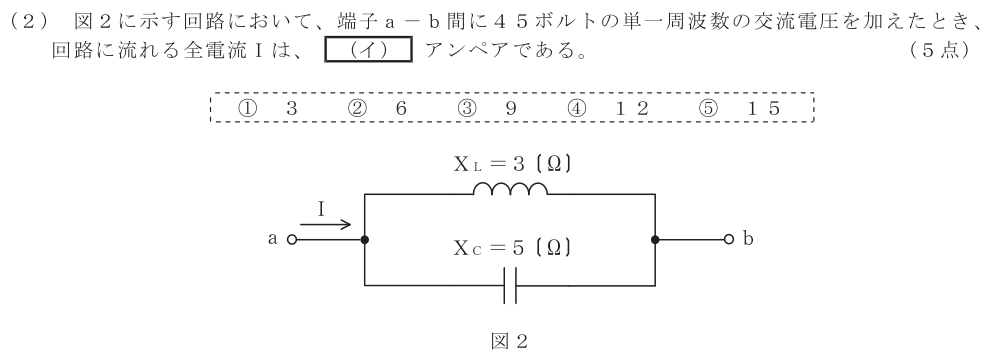 (2) 図2に示す回路において、端子a-b間に45ボルトの単一周波数の交流電圧を加えたとき、
回路に流れる全電流Iは、 (イ) アンペアである。 (5点)
① 3 ② 6 ③ 9 ④ 12 ⑤ 15
XL=3〔Ω〕
I
a
b
XC=5〔Ω〕
図2